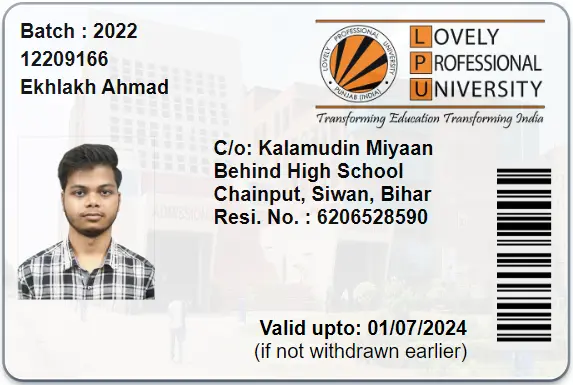 Batch : 2022
12209166
Ekhlakh Ahmad
LOVELY
PROFESSIONAL
UNIVERSITY
LOVELY PROFESSIONAL UNIVERSITY
PUNJAB (INDIA)
Transforming Education Transforming India
C/o: Kalamudin Miyaan
Behind High School
Chainput, Siwan, Bihar
Resi. No. : 6206528590
Valid upto: 01/07/2024
(if not withdrawn earlier)